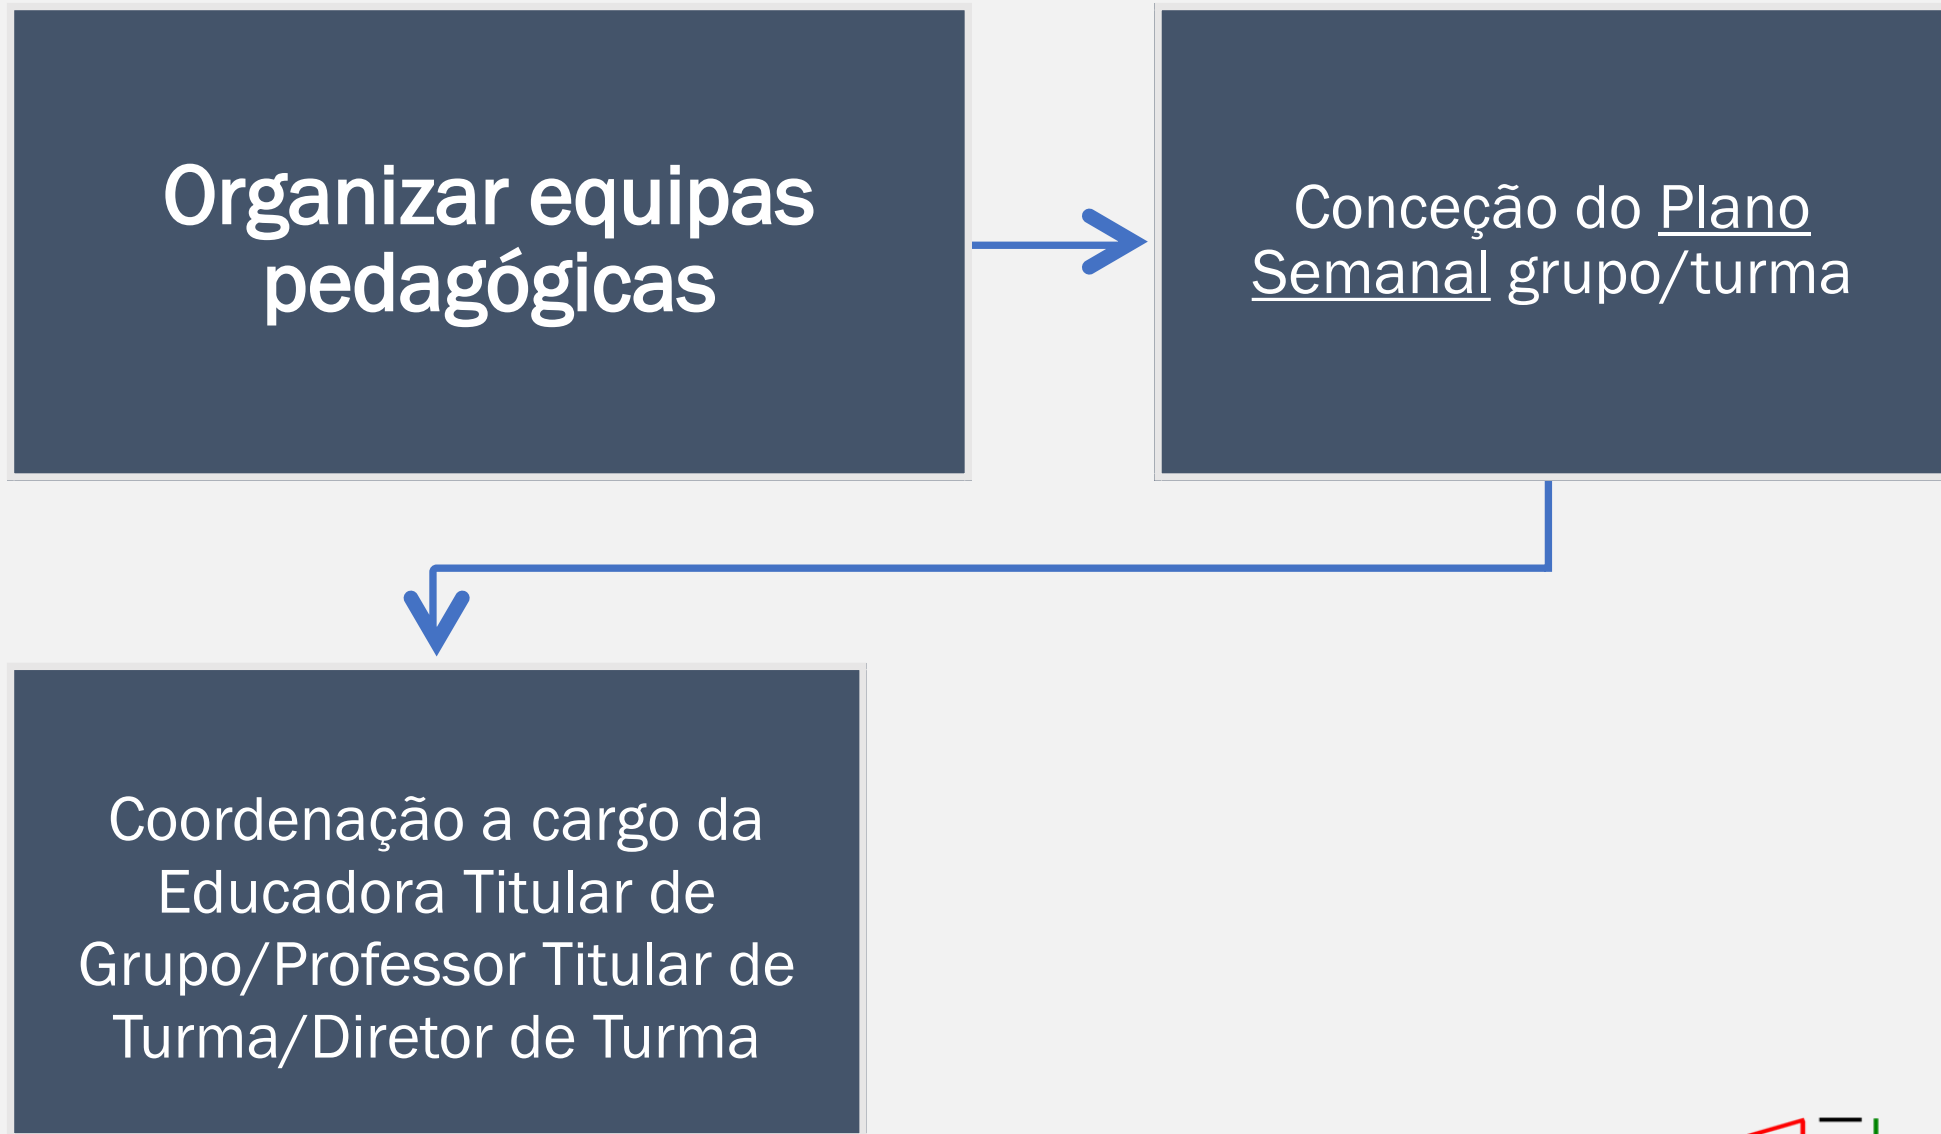 Organizar equipas
pedagógicas
Conceção do Plano
Semanal grupo/turma
Coordenação a cargo da
Educadora Titular de
Grupo/Professor Titular de
Turma/Diretor de Turma